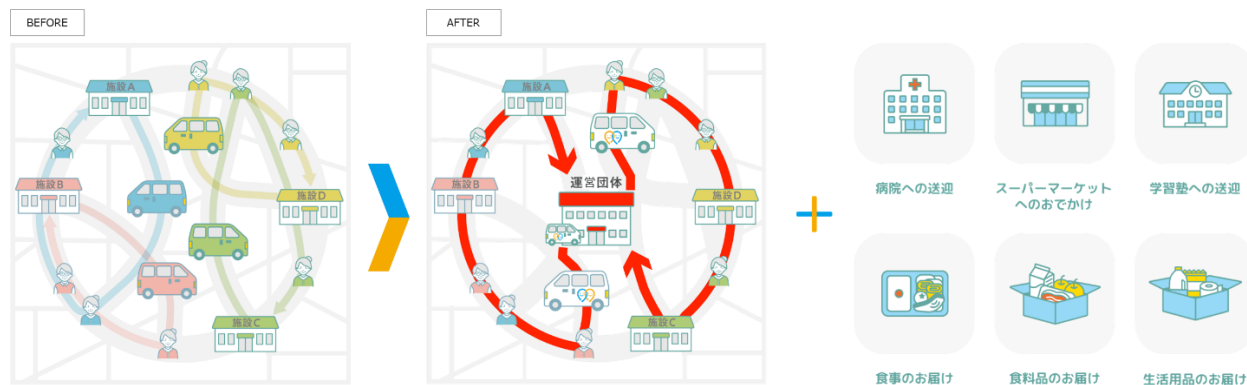 BEFORE
施設A
施設B
施設D
施設C
AFTER
施設A
施設B
運営団体
施設D
施設C
病院への送迎
スーパーマーケット
へのおでかけ
学習塾への送迎
食事のお届け
食料品のお届け
生活用品のお届け